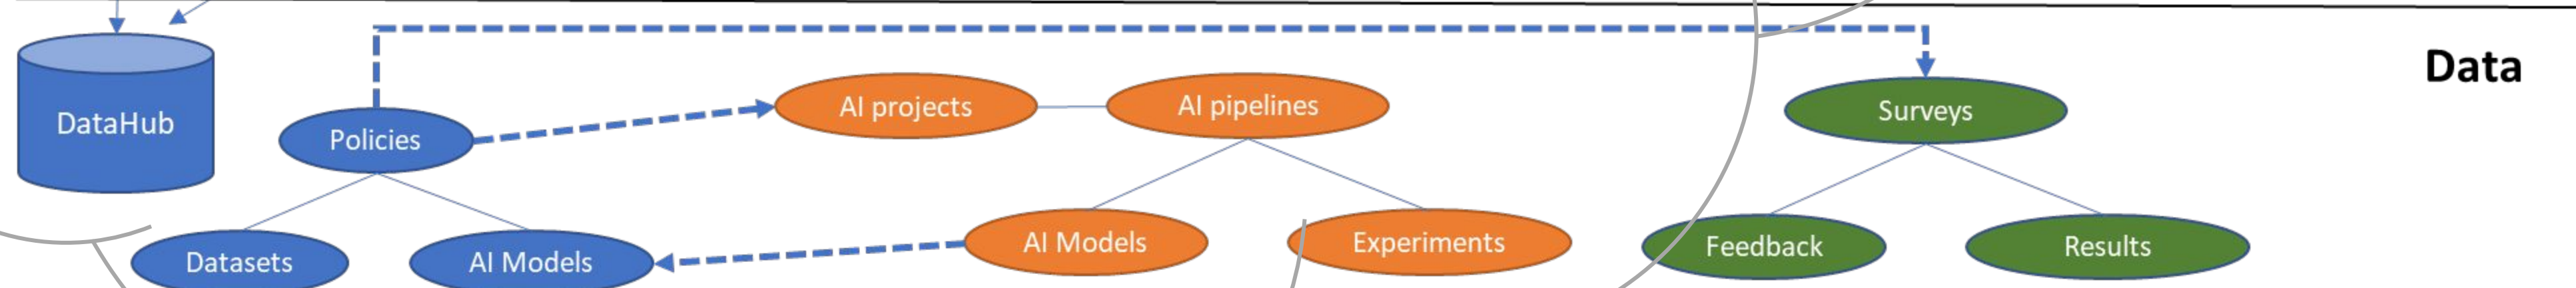 Data
DataHub
Policies
AI projects
AI pipelines
Surveys
Datasets
AI Models
AI Models
Experiments
Feedback
Results